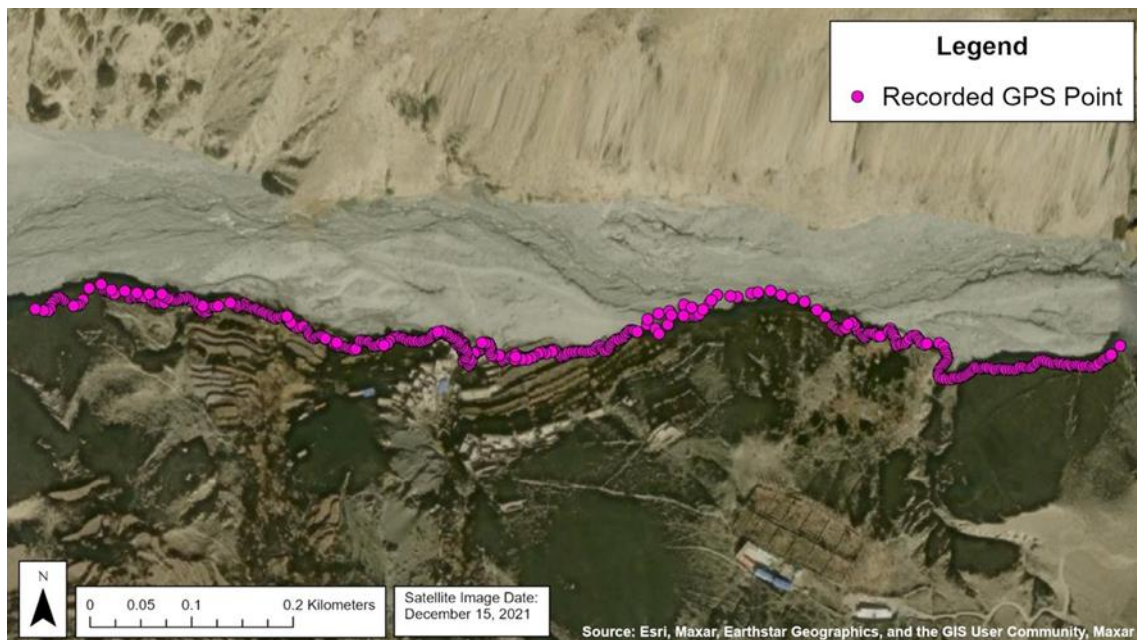 Legend
Recorded GPS Point
N
0 0.05 0.1 0.2 Kilometers
Satellite Image Date:
December 15, 2021
Source: Esri, Maxar, Earthstar Geographics, and the GIS User Community, Maxar